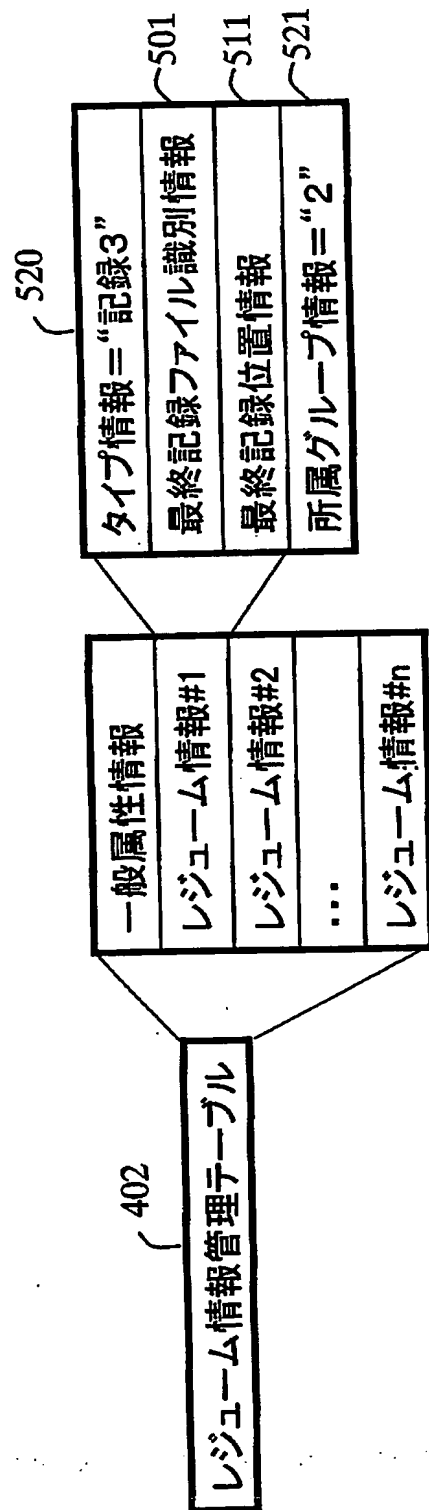 402
レジューム情報管理テーブル
一般属性情報
レジューム情報#1
レジューム情報#2
...
レジューム情報#n
520
タイプ情報＝“記録3”
最終記録ファイル識別情報
501
最終記録位置情報
511
所属グループ情報＝“2”
521